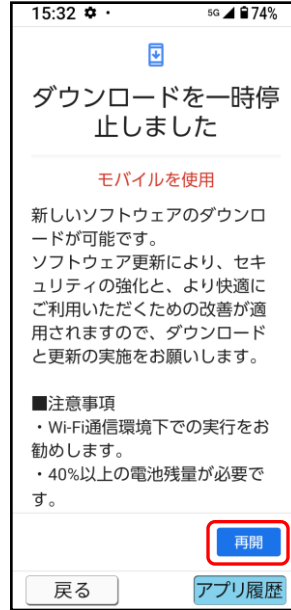 15:32 5G 74%
ダウンロードを一時停
止しました
モバイルを使用
新しいソフトウェアのダウンロ
ードが可能です。
ソフトウェア更新により、セキ
ュリティの強化と、より快適に
ご利用いただくための改善が適
用されますので、ダウンロード
と更新の実施をお願いします。
■注意事項
・Wi-Fi通信環境下での実行をお
勧めします。
・40%以上の電池残量が必要で
す。
再開
戻る アプリ履歴